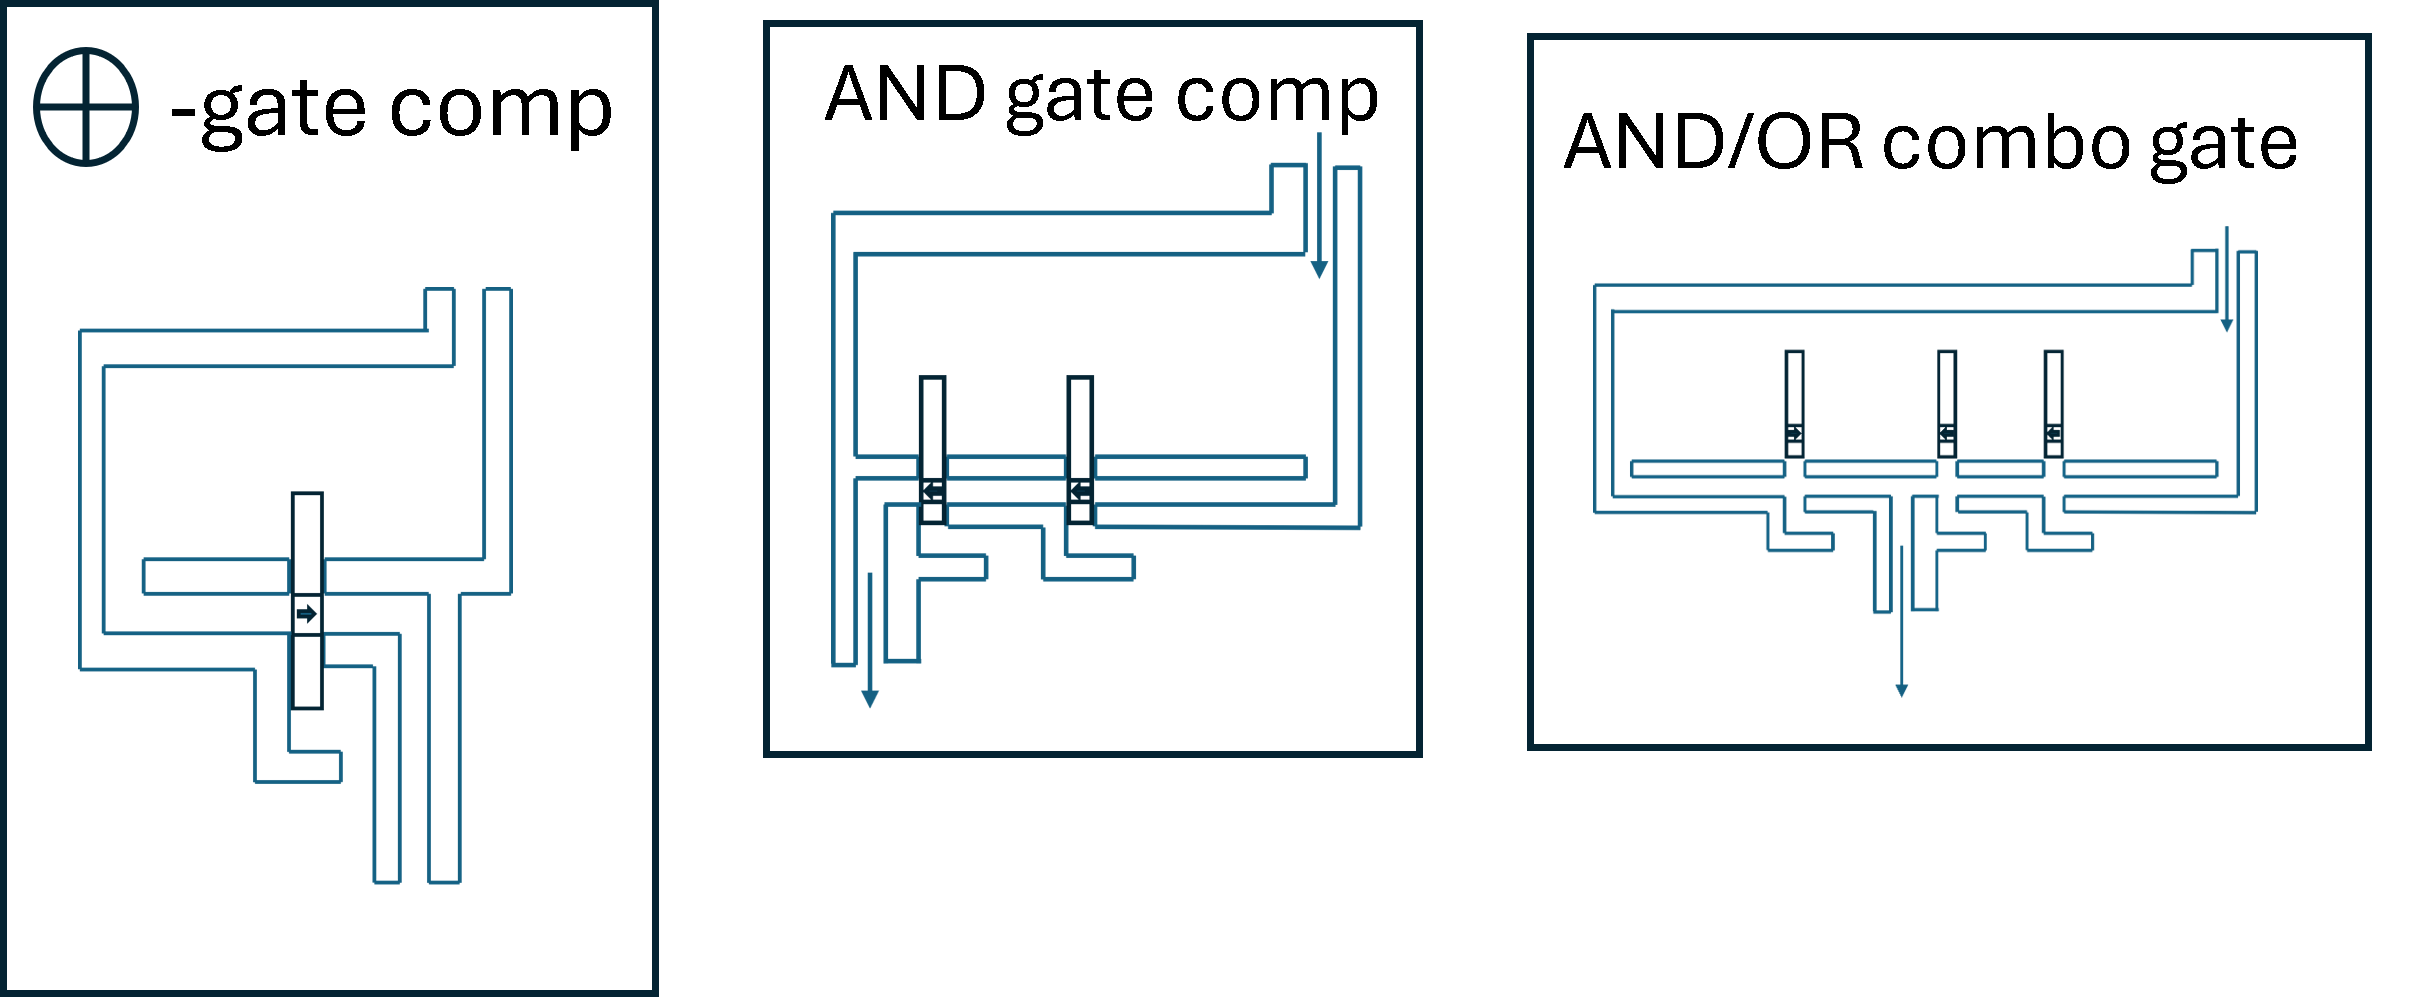 -gate comp
AND gate comp
AND/OR combo gate